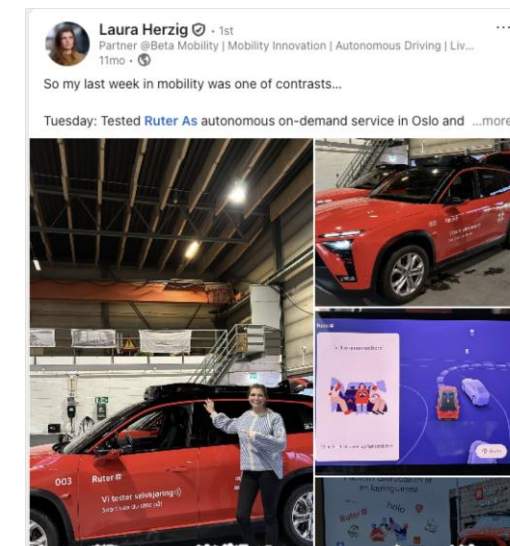 Laura Herzig · 1st
Partner @Beta Mobility | Mobility Innovation | Autonomous Driving | Liv...
11mo ·
So my last week in mobility was one of contrasts...
Tuesday: Tested Ruter As autonomous on-demand service in Oslo and ...more
003
Ruter#
Vi tester selvkjøring
Ruter#
Ruter#
holo